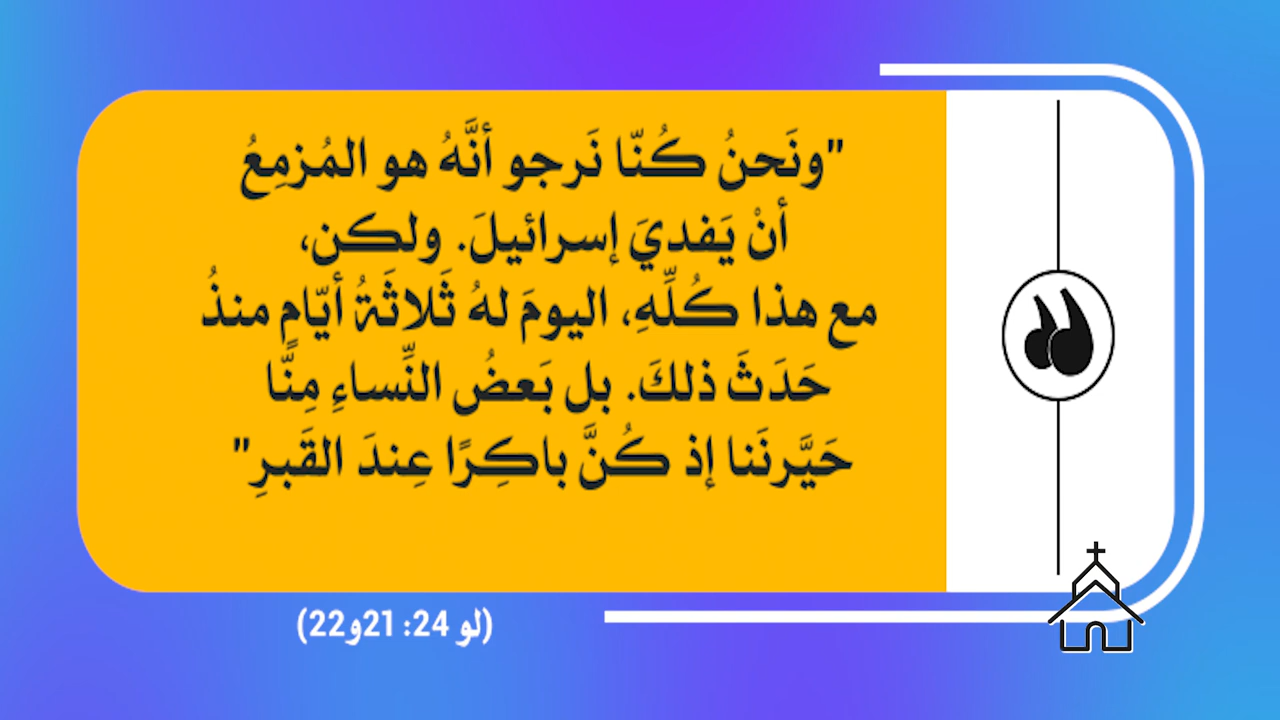 "ونَحنُ كُنّا نَرجو أنَّهُ هو المُزمِعُ
أنْ يَفديَ إسرائيلَ. ولكن،
مع هذا كُلِّهِ، اليومَ لهُ ثَلاثَةُ أيّامٍ منذُ
حَدَثَ ذلكَ. بل بَعضُ النِّساءِ مِنَّا
حَيَّرنَنا إذ كُنَّ باكِرًا عِندَ القَبرِ"
(لو 24: 21و22)